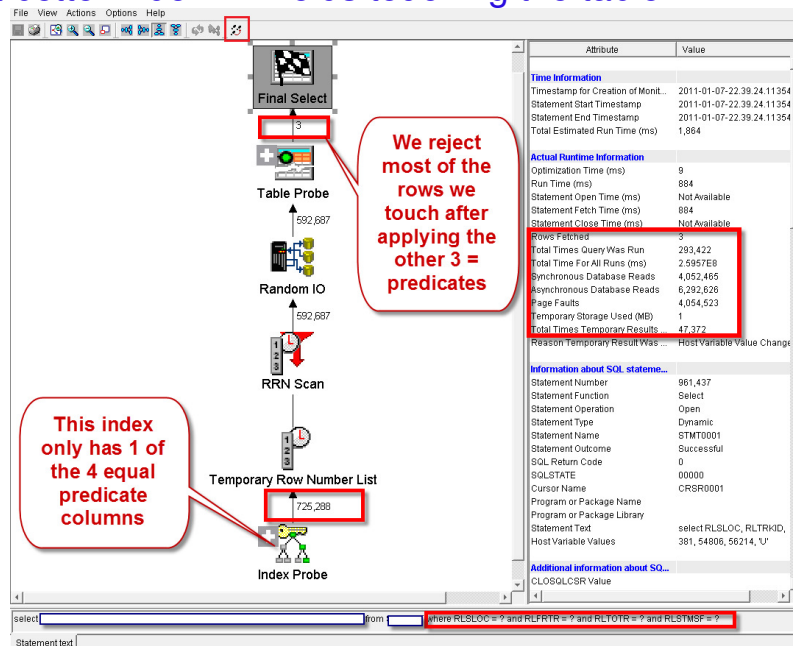 File View Actions Options Help
Final Select
3
Table Probe
592,687
Random IO
592,687
RRN Scan
Temporary Row Number List
725,288
Index Probe
We reject
most of the
rows we
touch after
applying the
other 3 =
predicates
This index
only has 1 of
the 4 equal
predicate
columns
Attribute Value
Time Information
Timestamp for Creation of Monit... 2011-01-07-22.39.24.11354
Statement Start Timestamp 2011-01-07-22.39.24.11354
Statement End Timestamp 2011-01-07-22.39.24.11354
Total Estimated Run Time (ms) 1,864
Actual Runtime Information
Optimization Time (ms) 9
Run Time (ms) 884
Statement Open Time (ms) Not Available
Statement Fetch Time (ms) 884
Statement Close Time (ms) Not Available
Rows Fetched 3
Total Times Query Was Run 293,422
Total Time For All Runs (ms) 2.5957E8
Synchronous Database Reads 4,052,465
Asynchronous Database Reads 6,292,626
Page Faults 4,054,523
Temporary Storage Used (MB) 1
Total Times Temporary Results ... 47,372
Reason Temporary Result Was ... Host Variable Value Change
Information about SQL stateme...
Statement Number 961,437
Statement Function Select
Statement Operation Open
Statement Type Dynamic
Statement Name STMT0001
Statement Outcome Successful
SQL Return Code 0
SQLSTATE 00000
Cursor Name CRSR0001
Program or Package Name
Program or Package Library
Statement Text select RLSLOC, RLTRKID,
Host Variable Values 381, 54806, 56214, 'U'
Additional information about SQ...
CLOSQLCSR Value
select from where RLSLOC = ? and RLFRTR = ? and RLTOTR = ? and RLSTMSF = ?
Statement text